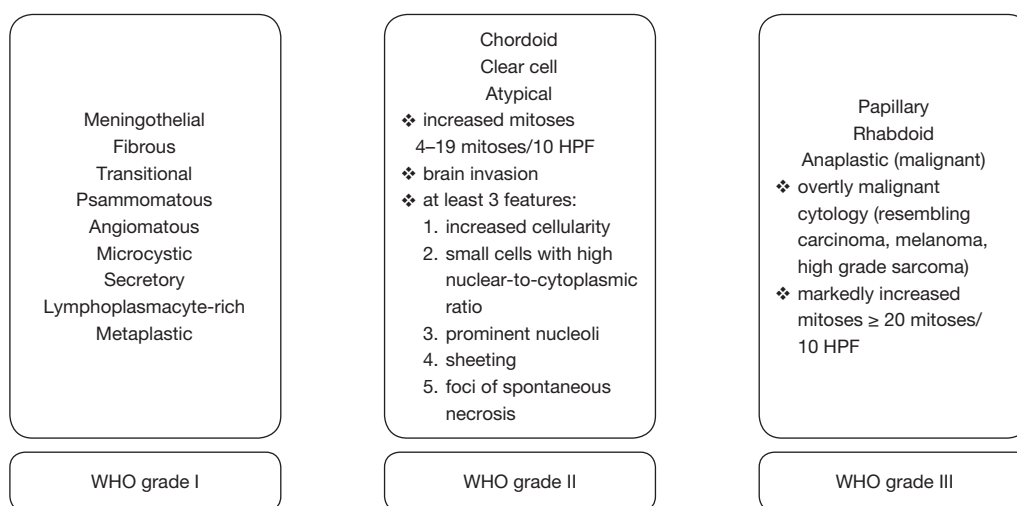 Meningothelial
Fibrous
Transitional
Psammomatous
Angiomatous
Microcystic
Secretory
Lymphoplasmacyte-rich
Metaplastic
WHO grade I
Chordoid
Clear cell
Atypical
❖ increased mitoses
4–19 mitoses/10 HPF
❖ brain invasion
❖ at least 3 features:
1. increased cellularity
2. small cells with high
nuclear-to-cytoplasmic
ratio
3. prominent nucleoli
4. sheeting
5. foci of spontaneous
necrosis
WHO grade II
Papillary
Rhabdoid
Anaplastic (malignant)
❖ overtly malignant
cytology (resembling
carcinoma, melanoma,
high grade sarcoma)
❖ markedly increased
mitoses ≥ 20 mitoses/
10 HPF
WHO grade III